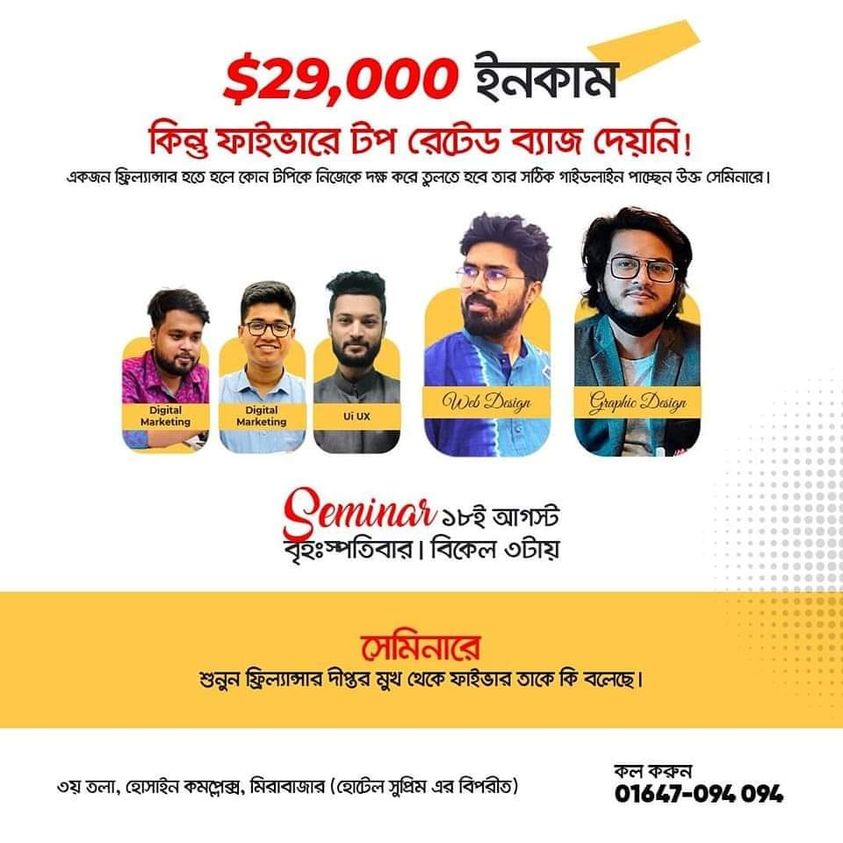 $29,000 ইনকাম
কিন্তু ফাইভারে টপ রেটেড ব্যাজ দেয়নি!
একজন ফ্রিল্যান্সার হতে হলে কোন টপিকে নিজেকে দক্ষ করে তুলতে হবে তার সঠিক গাইডলাইন পাচ্ছেন উক্ত সেমিনারে।
Digital
Marketing
Digital
Marketing
Ui UX
Web Design
Graphic Design
Seminar ১৮ই আগস্ট
বৃহঃস্পতিবার। বিকেল ৩টায়
সেমিনারে
শুনুন ফ্রিল্যান্সার দীপ্তর মুখ থেকে ফাইভার তাকে কি বলেছে।
৩য় তলা, হোসাইন কমপ্লেক্স, মিরাবাজার (হোটেল সুপ্রিম এর বিপরীত)
কল করুন
01647-094 094